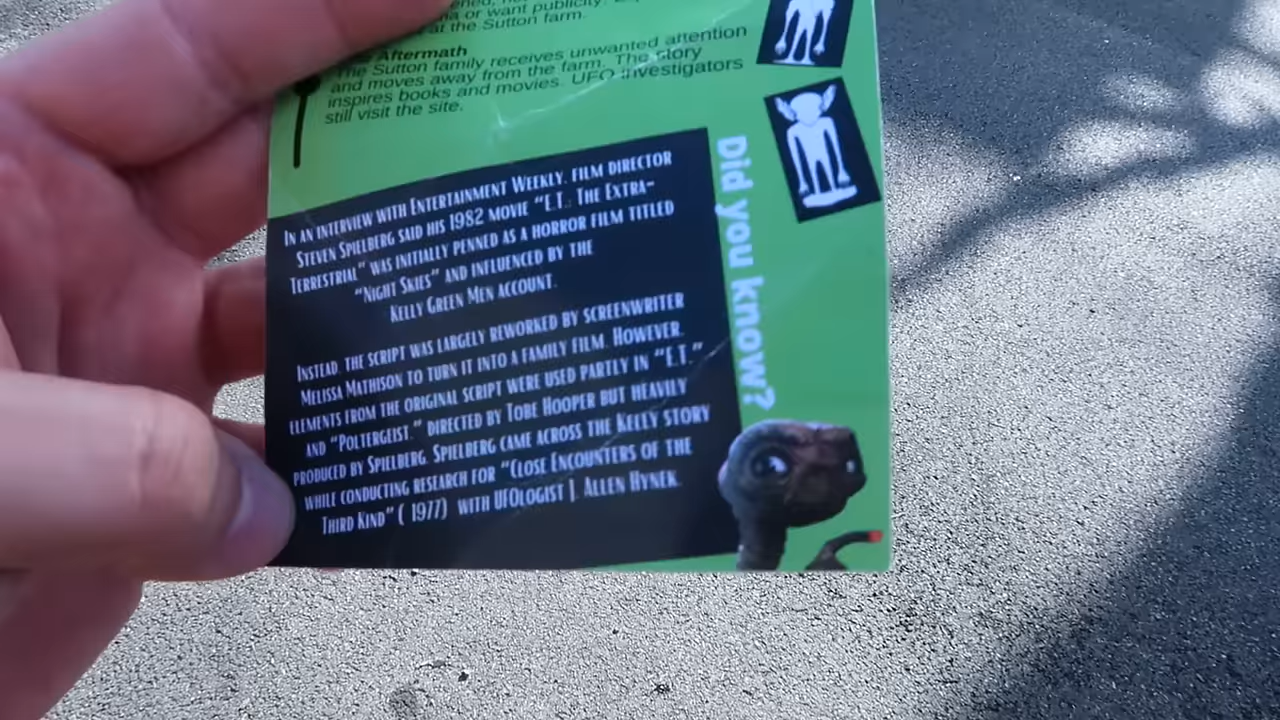 or want publicity.
at the Sutton farm.
Aftermath
The Sutton family receives unwanted attention
and moves away from the farm. The story
inspires books and movies. UFO investigators
still visit the site.
IN AN INTERVIEW WITH ENTERTAINMENT WEEKLY, FILM DIRECTOR
STEVEN SPIELBERG SAID HIS 1982 MOVIE "E.T.: THE EXTRA-
TERRESTRIAL" WAS INITIALLY PENNED AS A HORROR FILM TITLED
"NIGHT SKIES" AND INFLUENCED BY THE
KELLY GREEN MEN ACCOUNT.
INSTEAD, THE SCRIPT WAS LARGELY REWORKED BY SCREENWRITER
MELISSA MATHISON TO TURN IT INTO A FAMILY FILM. HOWEVER,
ELEMENTS FROM THE ORIGINAL SCRIPT WERE USED PARTLY IN "E.T."
AND "POLTERGEIST," DIRECTED BY TOBE HOOPER BUT HEAVILY
PRODUCED BY SPIELBERG. SPIELBERG CAME ACROSS THE KELLY STORY
WHILE CONDUCTING RESEARCH FOR "CLOSE ENCOUNTERS OF THE
THIRD KIND" ( 1977) WITH UFOLOGIST J. ALLEN HYNEK.
Did you know?